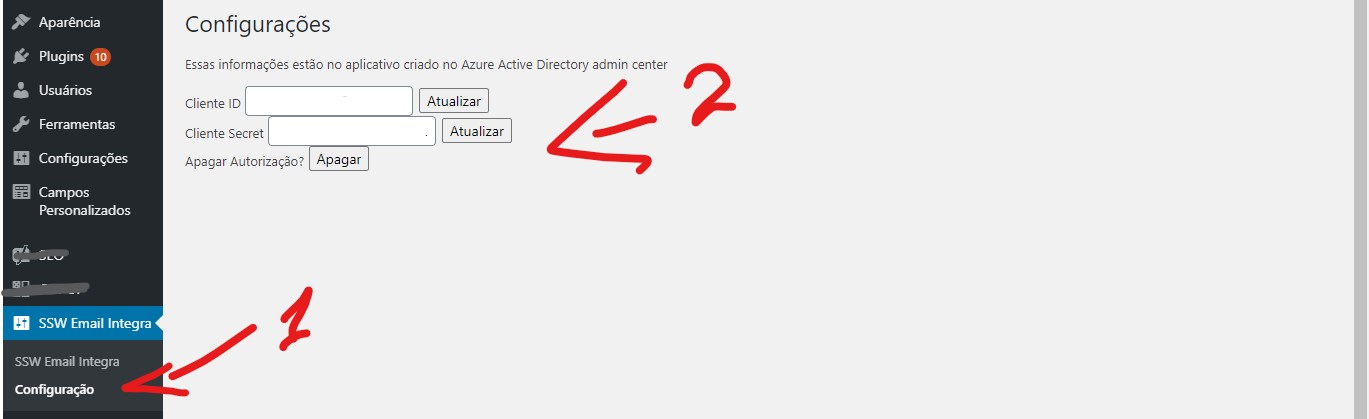 Aparência
Plugins 10
Usuários
Ferramentas
Configurações
Campos
Personalizados
SEO
SSW Email Integra
SSW Email Integra
Configuração
Configurações
Essas informações estão no aplicativo criado no Azure Active Directory admin center
Cliente ID Atualizar
Cliente Secret . Atualizar
Apagar Autorização? Apagar
1
2